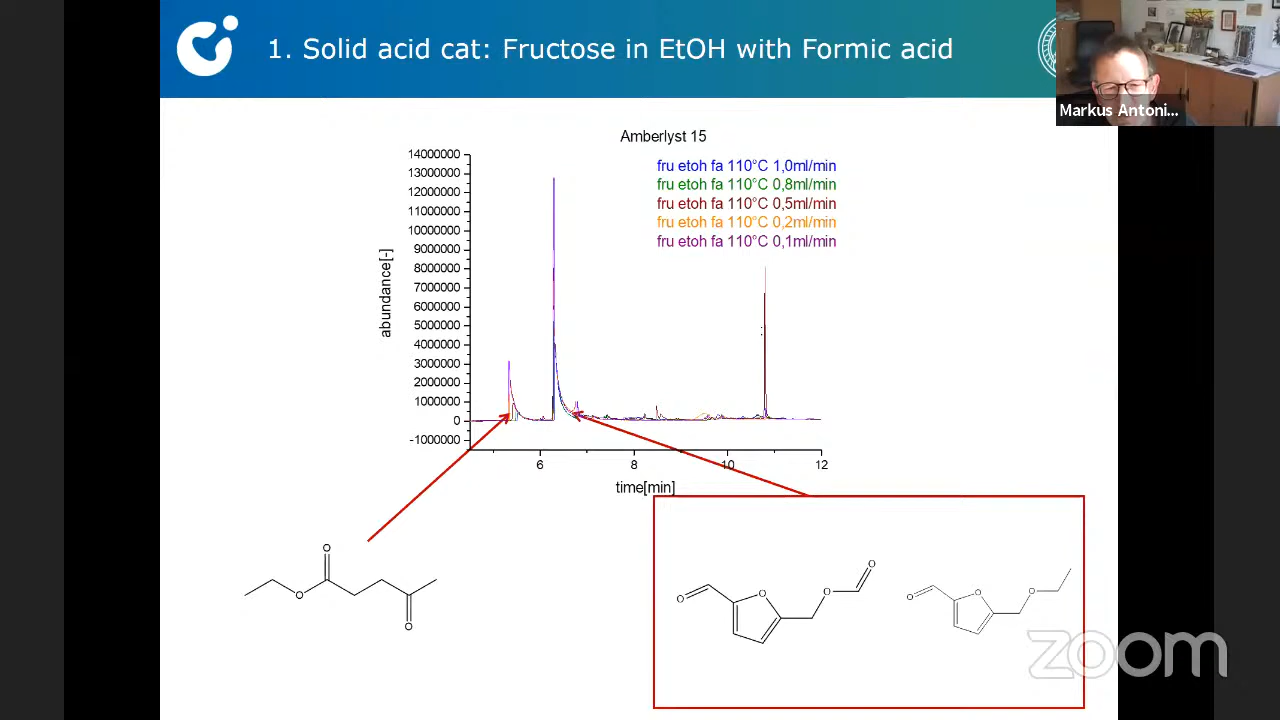 1. Solid acid cat: Fructose in EtOH with Formic acid
Markus Antoni...
Amberlyst 15
fru etoh fa 110°C 1,0ml/min
fru etoh fa 110°C 0,8ml/min
fru etoh fa 110°C 0,5ml/min
fru etoh fa 110°C 0,2ml/min
fru etoh fa 110°C 0,1ml/min
14000000
13000000
12000000
11000000
10000000
9000000
8000000
7000000
6000000
5000000
4000000
3000000
2000000
1000000
0
-1000000
abundance[-]
6 8 10 12
time[min]
O
O
O
O
O
O
O
O
O
O
zoom